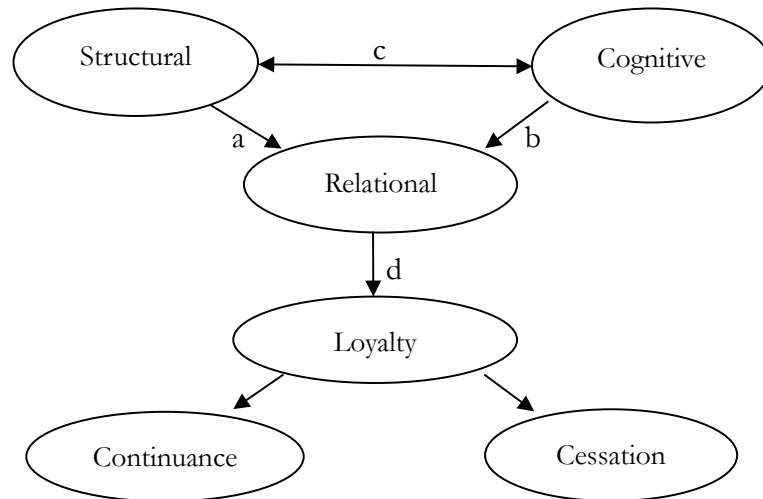 Structural
c
Cognitive
a
b
Relational
d
Loyalty
Continuance
Cessation